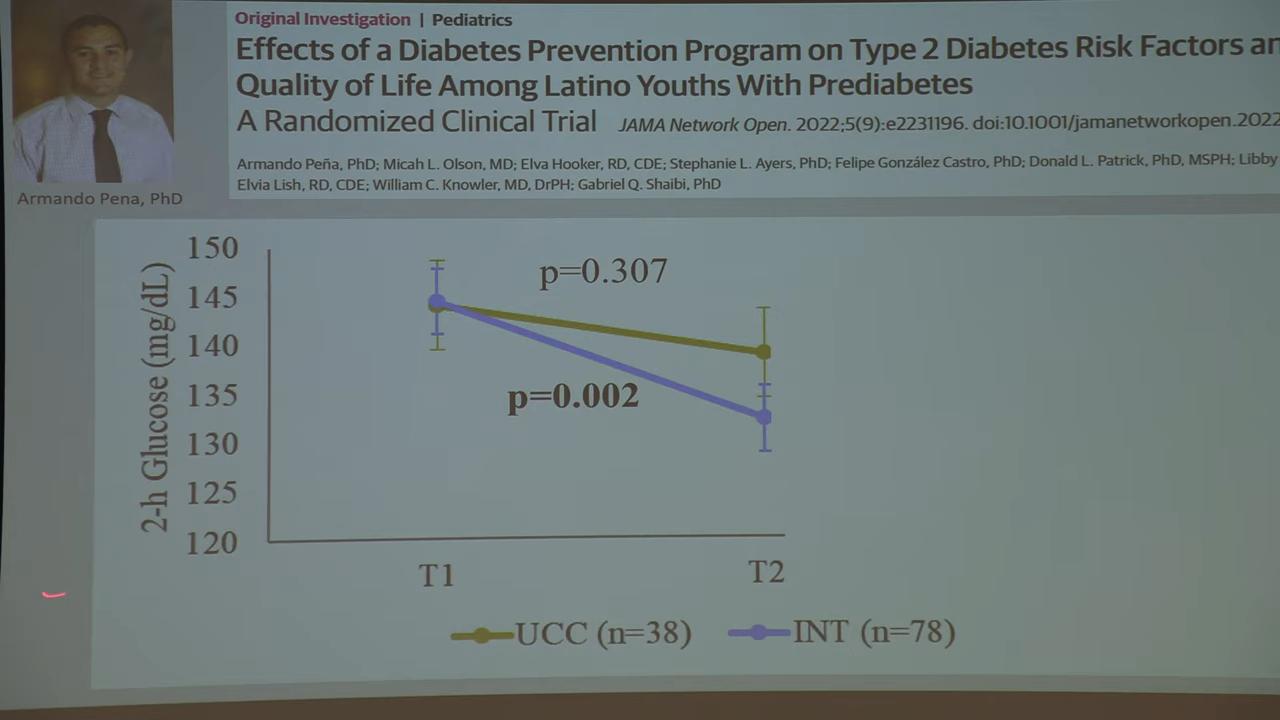 Original Investigation | Pediatrics
Effects of a Diabetes Prevention Program on Type 2 Diabetes Risk Factors
Quality of Life Among Latino Youths With Prediabetes
A Randomized Clinical Trial JAMA Network Open. 2022;5(9):e2231196. doi:10.1001/jamanetworkopen.2022
Armando Peña, PhD; Micah L. Olson, MD; Elva Hooker, RD, CDE; Stephanie L. Ayers, PhD; Felipe González Castro, PhD; Donald L. Patrick, PhD, MSPH; Libby
Elvia Lish, RD, CDE; William C. Knowler, MD, DrPH; Gabriel Q. Shaibi, PhD
Armando Pena, PhD
2-h Glucose (mg/dL)
150
145
140
135
130
125
120
p=0.307
p=0.002
T1 T2
UCC (n=38) INT (n=78)